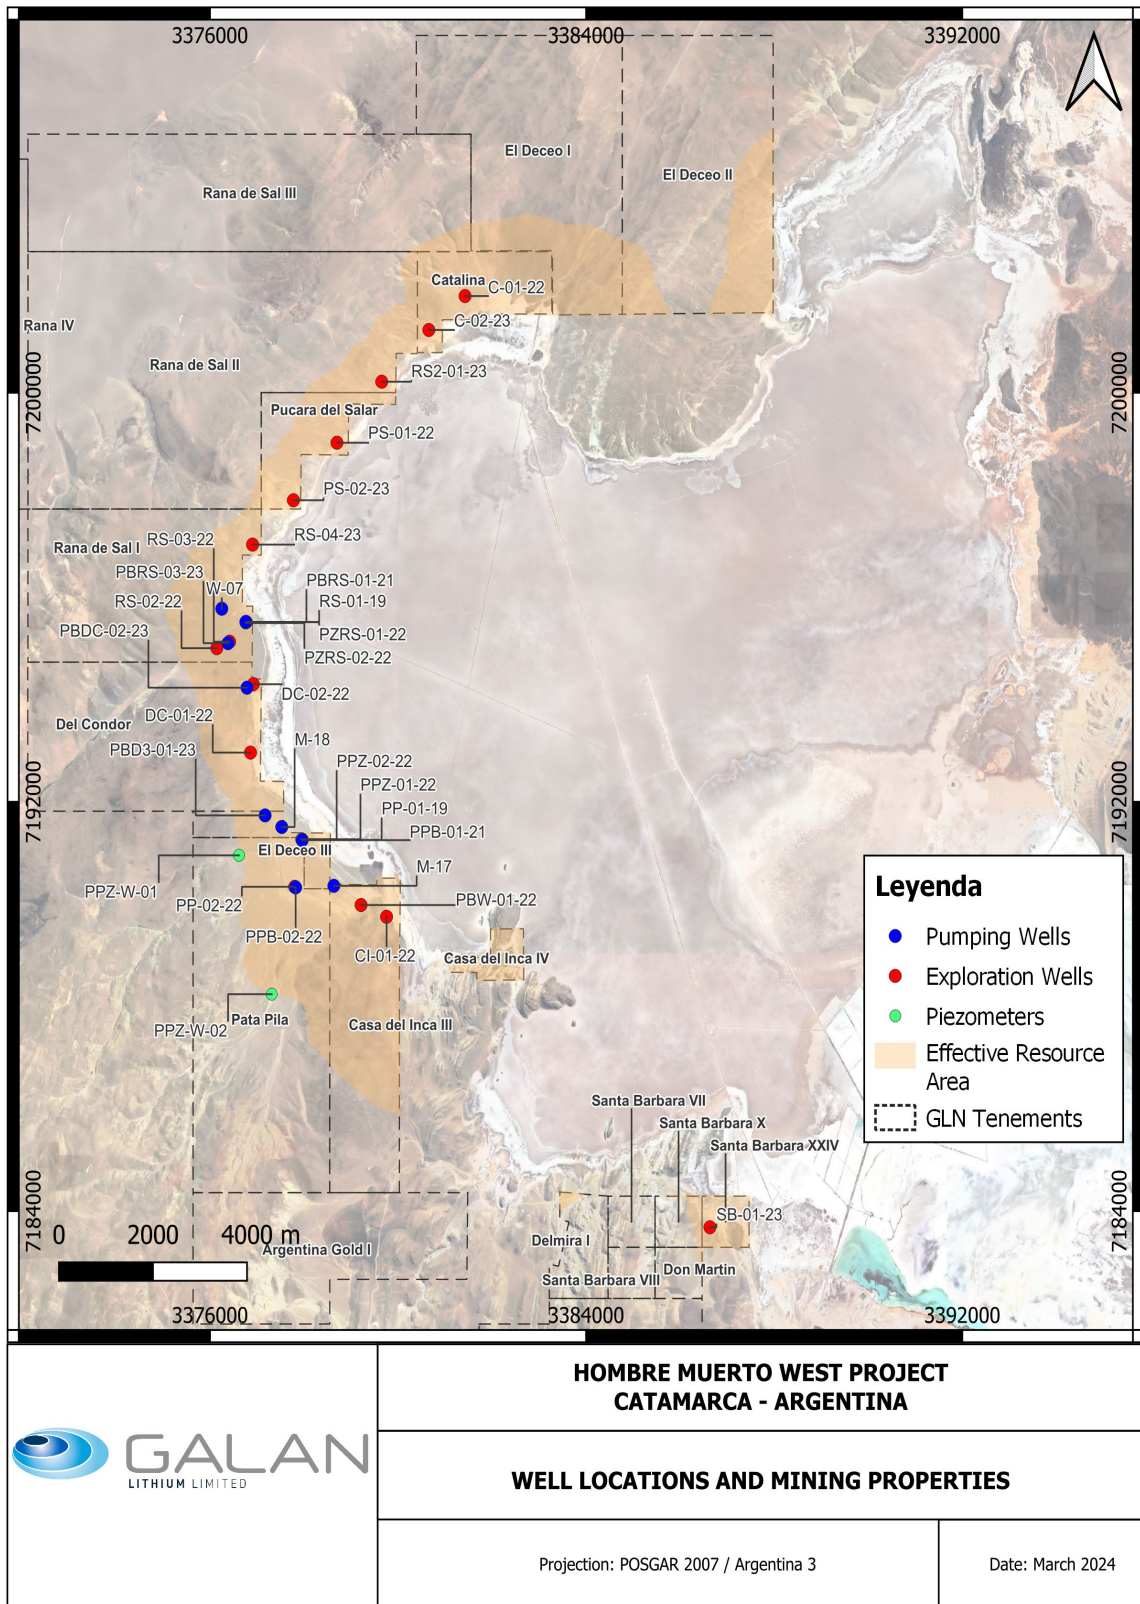 3376000
3384000
3392000
El Deceo I
El Deceo II
Rana de Sal III
Catalina
C-01-22
C-02-23
Rana IV
Rana de Sal II
RS2-01-23
7200000
7200000
Pucara del Salar
PS-01-22
PS-02-23
RS-03-22
RS-04-23
Rana de Sal I
PBRS-03-23
W-07
PBRS-01-21
RS-02-22
RS-01-19
PBDC-02-23
PZRS-01-22
PZRS-02-22
DC-02-22
DC-01-22
Del Condor
M-18
PBD3-01-23
PPZ-02-22
PPZ-01-22
PP-01-19
PPB-01-21
7192000
7192000
El Deceo III
M-17
PPZ-W-01
PP-02-22
PBW-01-22
PPB-02-22
CI-01-22
Casa del Inca IV
Pata Pila
PPZ-W-02
Casa del Inca III
Leyenda
Pumping Wells
Exploration Wells
Piezometers
Effective Resource
Area
GLN Tenements
Santa Barbara VII
Santa Barbara X
Santa Barbara XXIV
7184000
7184000
SB-01-23
0 2000 4000 m
Argentina Gold I
Delmira I
Don Martin
Santa Barbara VIII
3376000
3384000
3392000
HOMBRE MUERTO WEST PROJECT
CATAMARCA - ARGENTINA
GALAN
LITHIUM LIMITED
WELL LOCATIONS AND MINING PROPERTIES
Projection: POSGAR 2007 / Argentina 3
Date: March 2024